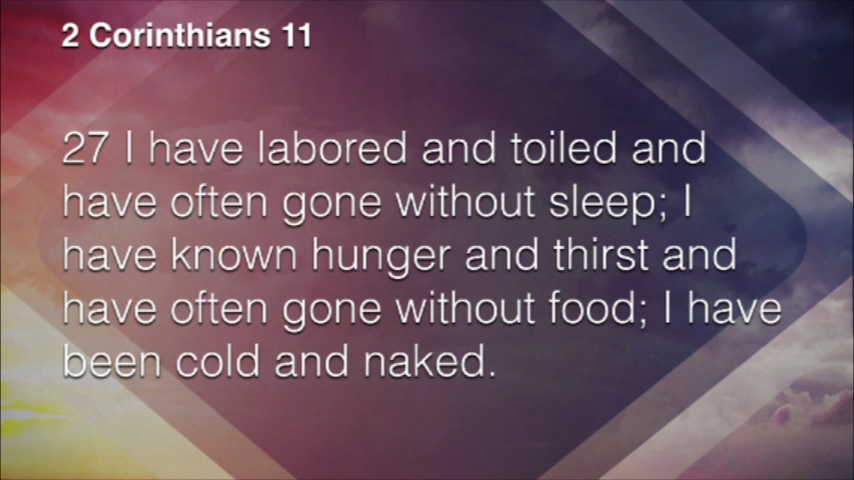 2 Corinthians 11
27 I have labored and toiled and
have often gone without sleep; I
have known hunger and thirst and
have often gone without food; I have
been cold and naked.